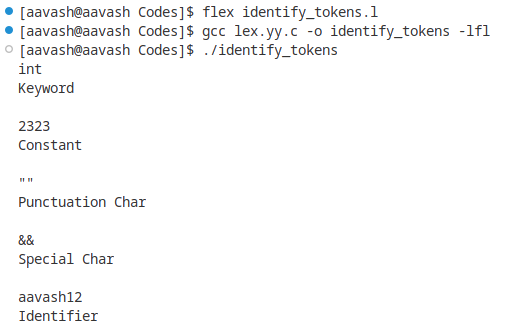 [aavash@aavash Codes]$ flex identify_tokens.l
[aavash@aavash Codes]$ gcc lex.yy.c -o identify_tokens -lfl
[aavash@aavash Codes]$ ./identify_tokens
int
Keyword
2323
Constant
""
Punctuation Char
&&
Special Char
aavash12
Identifier